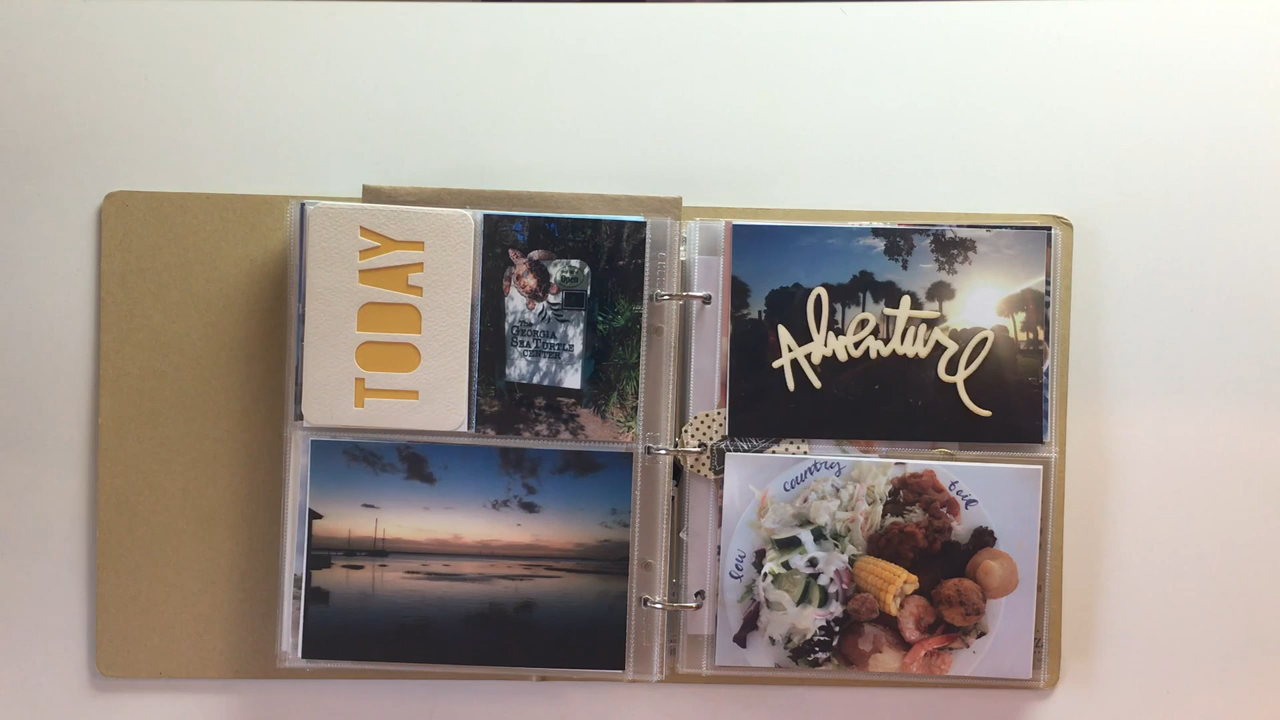 TODAY
The
GEORGIA
SEA TURTLE
CENTER
Adventure
low
country
boil